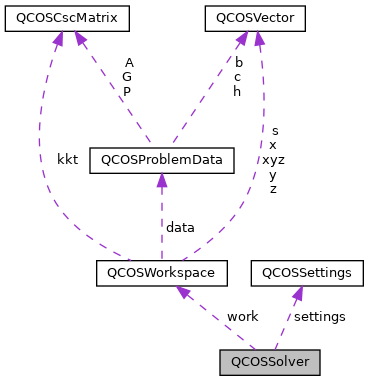 QCOSCscMatrix
QCOSVector
A
G
P
b
c
h
kkt
QCOSProblemData
s
x
xyz
y
z
data
QCOSWorkspace
QCOSSettings
work
settings
QCOSSolver